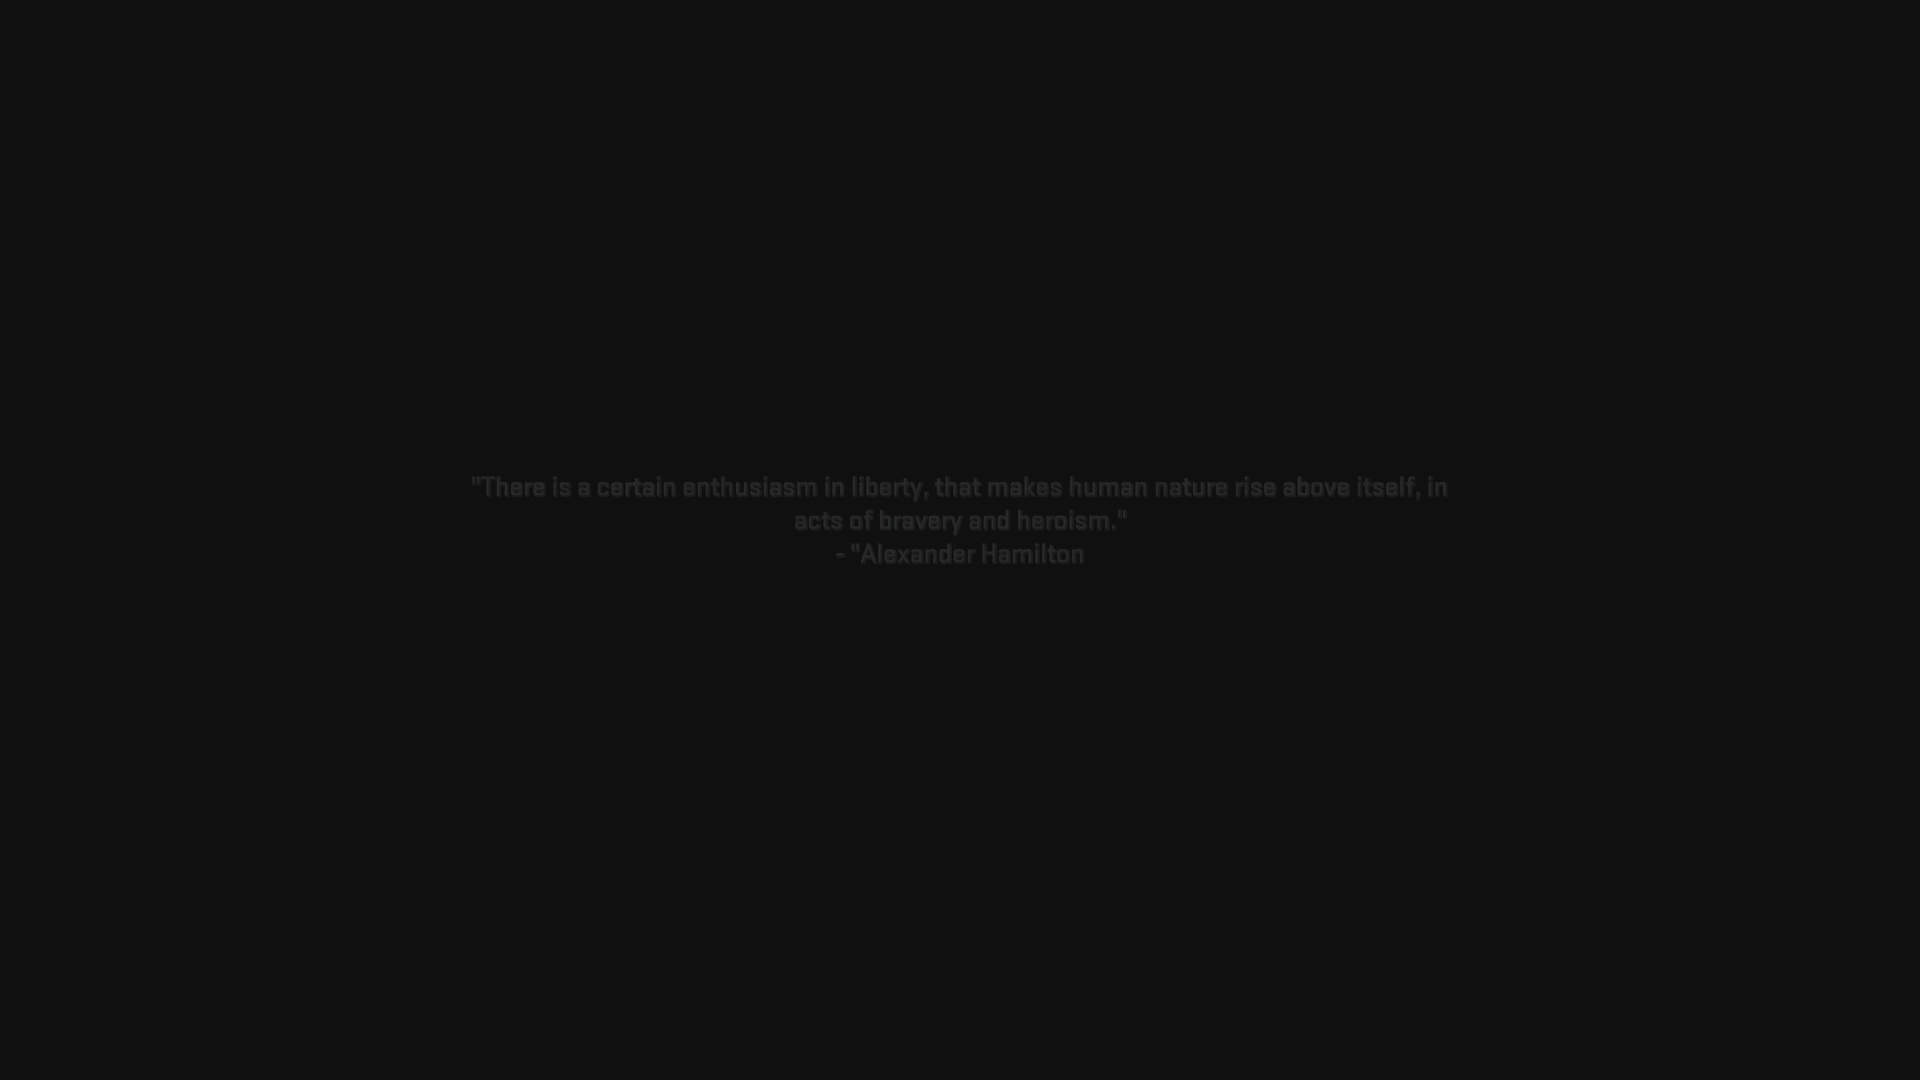 "There is a certain enthusiasm in liberty, that makes human nature rise above itself, in
acts of bravery and heroism."
- "Alexander Hamilton